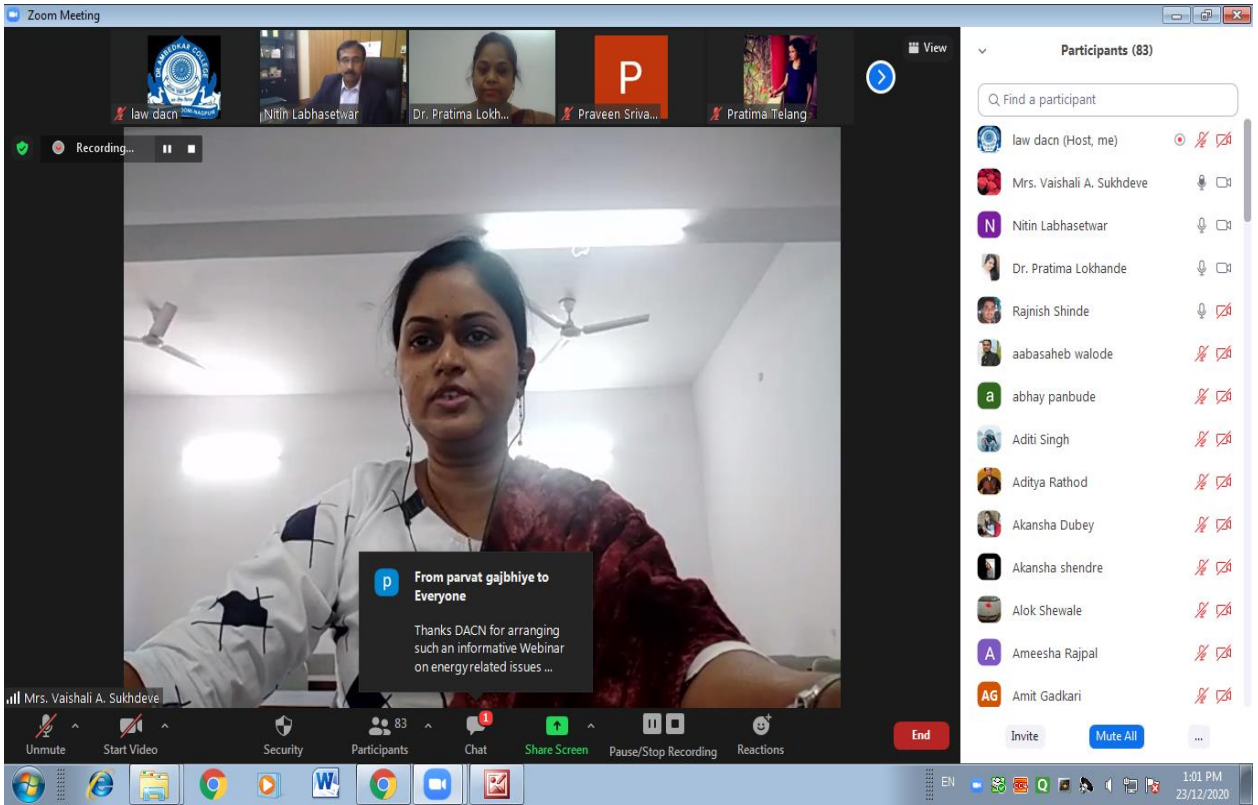 Zoom Meeting
DR. AMBEDKAR COLLEGE
law dacn
Nitin Labhasetwar
Dr. Pratima Lokh...
P
Praveen Sriva...
Pratima Telang
View
Recording...
From parvat gajbhiye to
Everyone
p
Thanks DACN for arranging
such an informative Webinar
on energyrelated issues ...
Mrs. Vaishali A. Sukhdeve
Unmute
Start Video
Security
83
Participants
1
Chat
Share Screen
Pause/Stop Recording
Reactions
End
Participants (83)
Find a participant
law dacn (Host, me)
Mrs. Vaishali A. Sukhdeve
N
Nitin Labhasetwar
Dr. Pratima Lokhande
Rajnish Shinde
aabasaheb walode
a
abhay panbude
Aditi Singh
Aditya Rathod
Akansha Dubey
Akansha shendre
Alok Shewale
A
Ameesha Rajpal
AG
Amit Gadkari
Invite
Mute All
...
EN
1:01 PM
23/12/2020